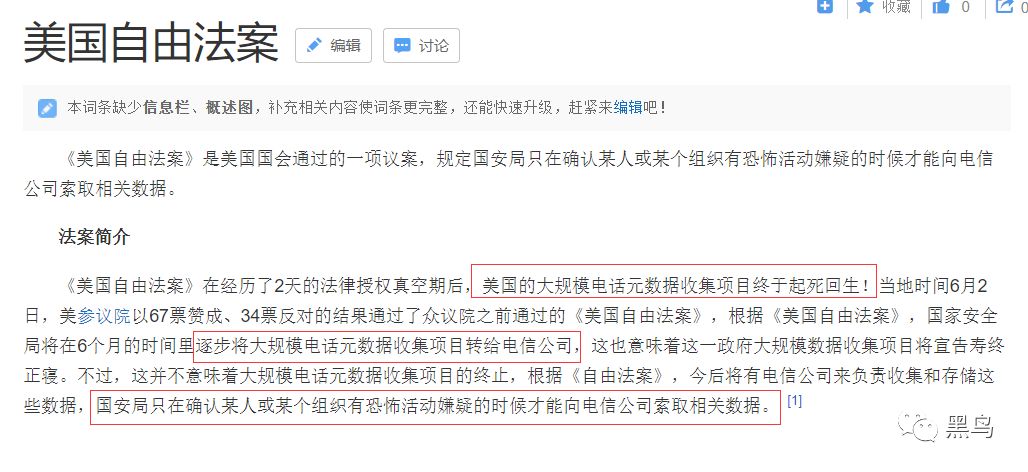 收藏 0 0
美国自由法案 编辑 讨论
本词条缺少信息栏、概述图，补充相关内容使词条更完整，还能快速升级，赶紧来编辑吧！
《美国自由法案》是美国国会通过的一项议案，规定国安局只在确认某人或某个组织有恐怖活动嫌疑的时候才能向电信
公司索取相关数据。
法案简介
《美国自由法案》在经历了2天的法律授权真空期后，美国的大规模电话元数据收集项目终于起死回生！当地时间6月2
日，美参议院以67票赞成、34票反对的结果通过了众议院之前通过的《美国自由法案》，根据《美国自由法案》，国家安全
局将在6个月的时间里逐步将大规模电话元数据收集项目转给电信公司，这也意味着这一政府大规模数据收集项目将宣告寿终
正寝。不过，这并不意味着大规模电话元数据收集项目的终止，根据《自由法案》，今后将有电信公司来负责收集和存储这
些数据，国安局只在确认某人或某个组织有恐怖活动嫌疑的时候才能向电信公司索取相关数据。 [1]
黑鸟